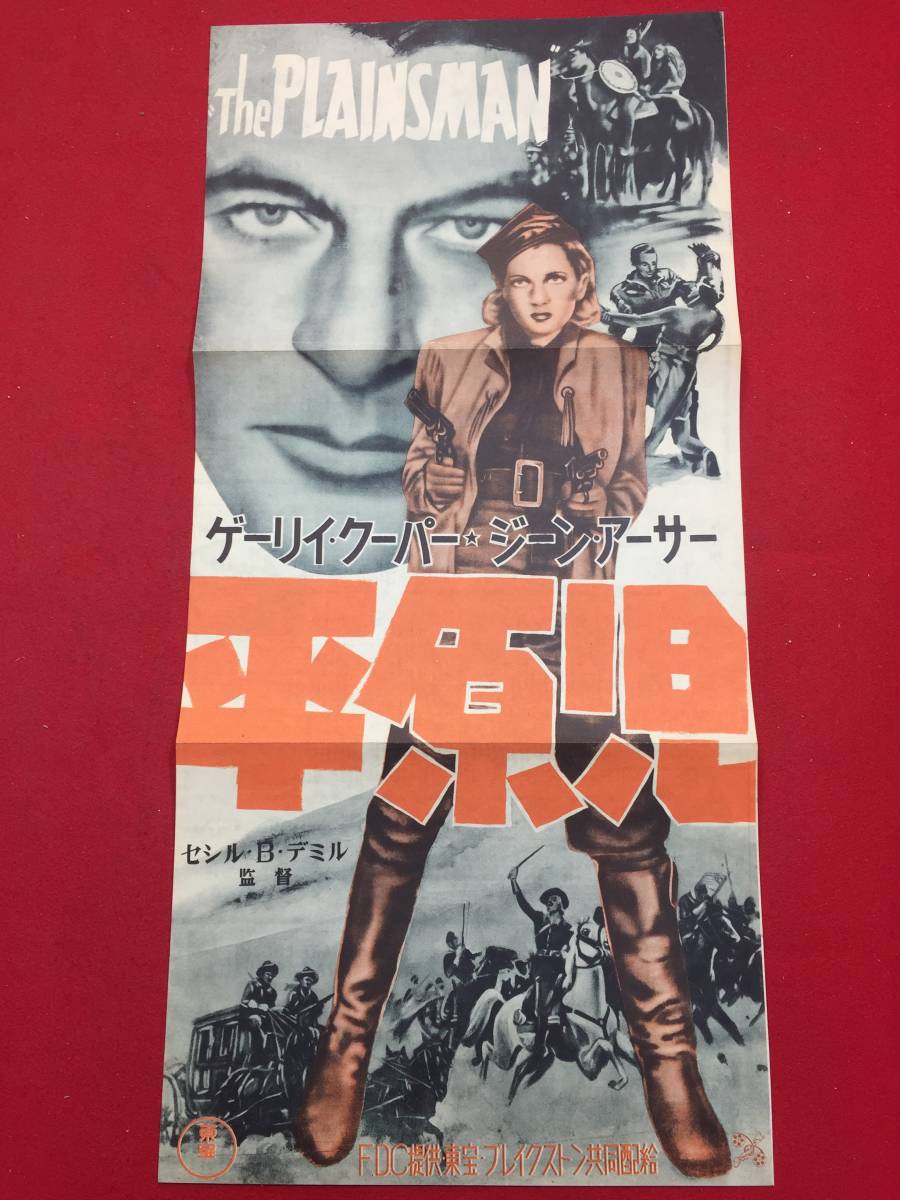 "The PLAINSMAN"
ゲーリイ・クーパー★ジーン・アーサー
平原児
セシル・B・デミル
監督
東宝
F.D.C提供・東宝・ブレイクストン共同配給